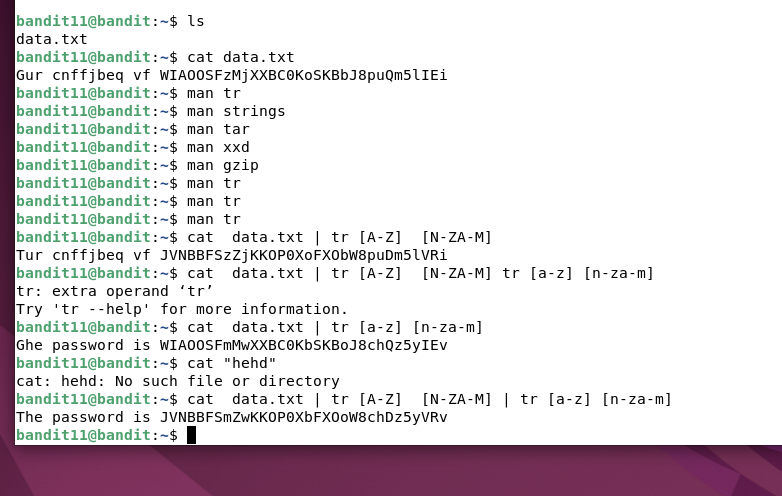 bandit11@bandit:~$ ls
data.txt
bandit11@bandit:~$ cat data.txt
Gur cnffjbeq vf WIAOOSFzMjXXBC0KoSKBbJ8puQm5lIEi
bandit11@bandit:~$ man tr
bandit11@bandit:~$ man strings
bandit11@bandit:~$ man tar
bandit11@bandit:~$ man xxd
bandit11@bandit:~$ man gzip
bandit11@bandit:~$ man tr
bandit11@bandit:~$ man tr
bandit11@bandit:~$ man tr
bandit11@bandit:~$ cat  data.txt | tr [A-Z]  [N-ZA-M]
Tur cnffjbeq vf JVNBBFSzZjKKOP0XoFXObW8puDm5lVRi
bandit11@bandit:~$ cat  data.txt | tr [A-Z]  [N-ZA-M] tr [a-z] [n-za-m]
tr: extra operand ‘tr’
Try 'tr --help' for more information.
bandit11@bandit:~$ cat  data.txt | tr [a-z] [n-za-m]
Ghe password is WIAOOSFmMwXXBC0KbSKBoJ8chQz5yIEv
bandit11@bandit:~$ cat "hehd"
cat: hehd: No such file or directory
bandit11@bandit:~$ cat  data.txt | tr [A-Z]  [N-ZA-M] | tr [a-z] [n-za-m]
The password is JVNBBFSmZwKKOP0XbFXOoW8chDz5yVRv
bandit11@bandit:~$